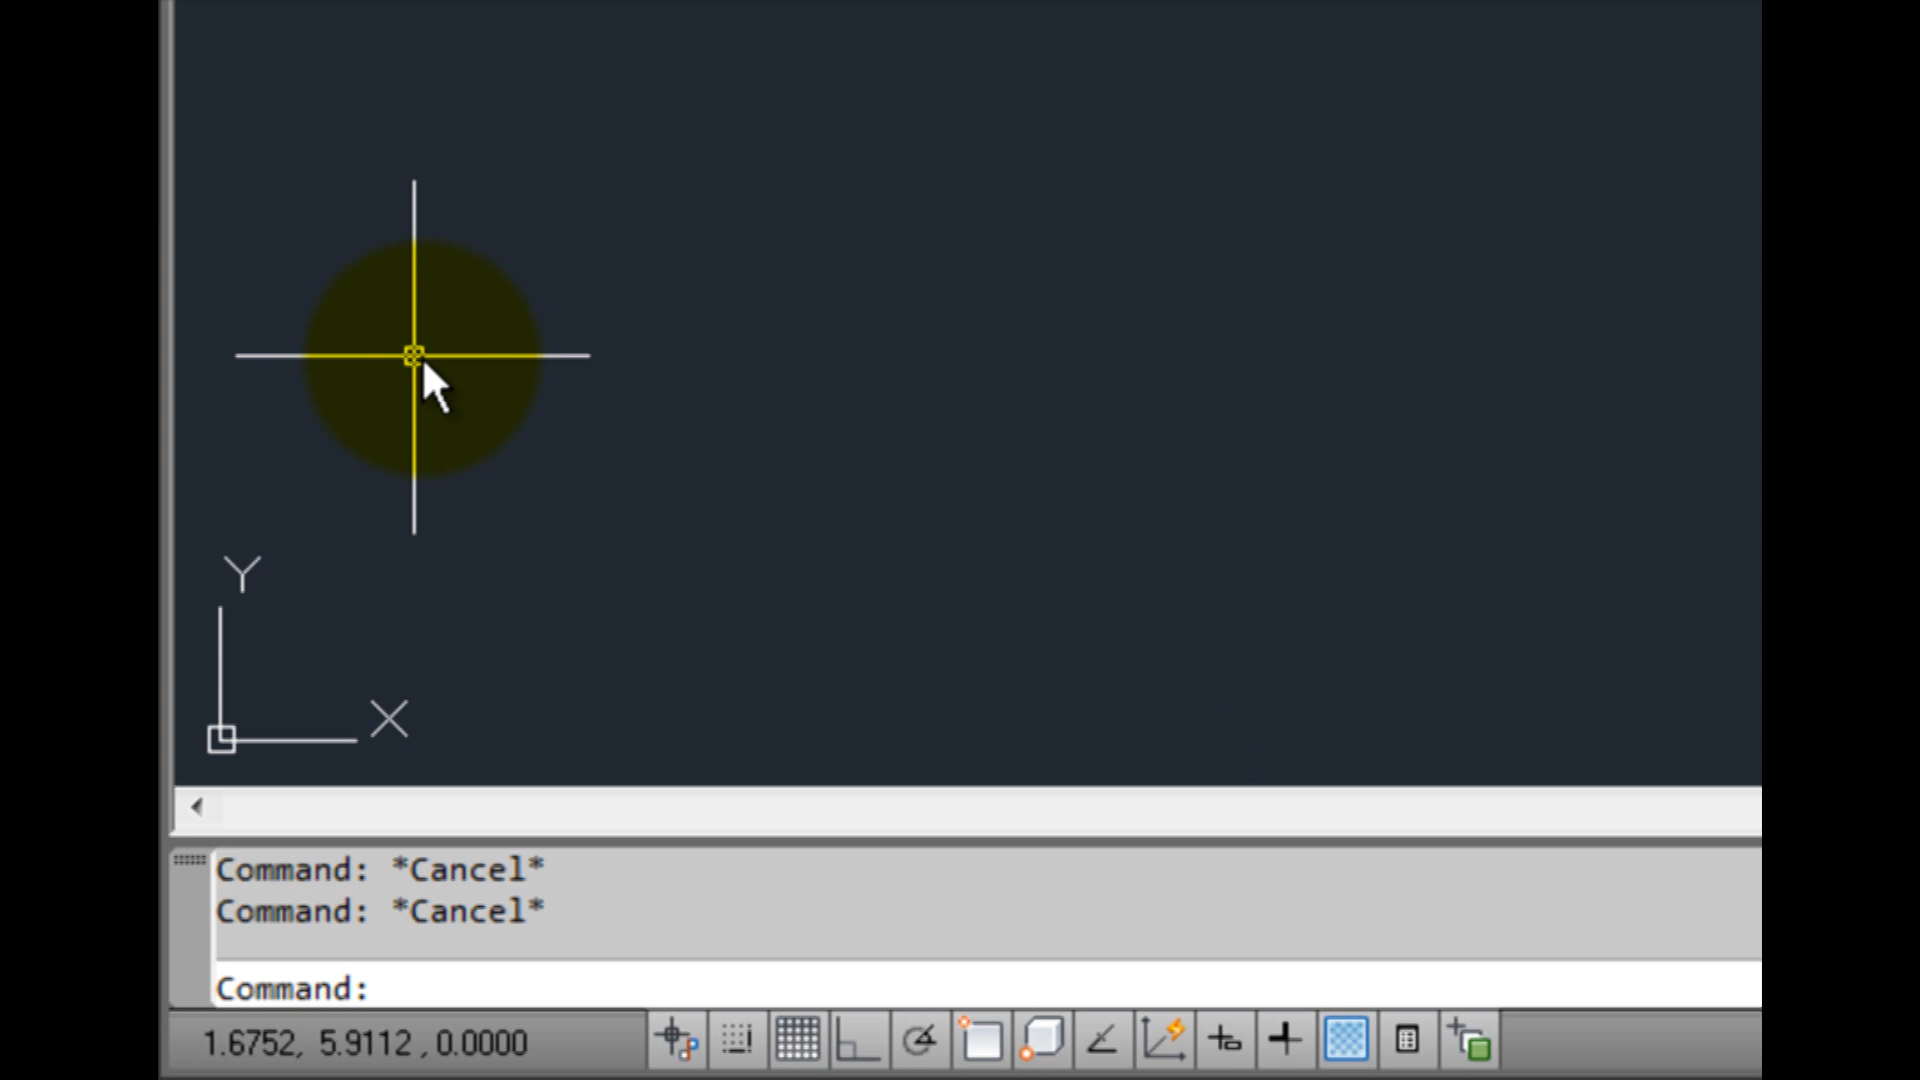 Y
X
Command: *Cancel*
Command: *Cancel*
Command:
1.6752, 5.9112 , 0.0000